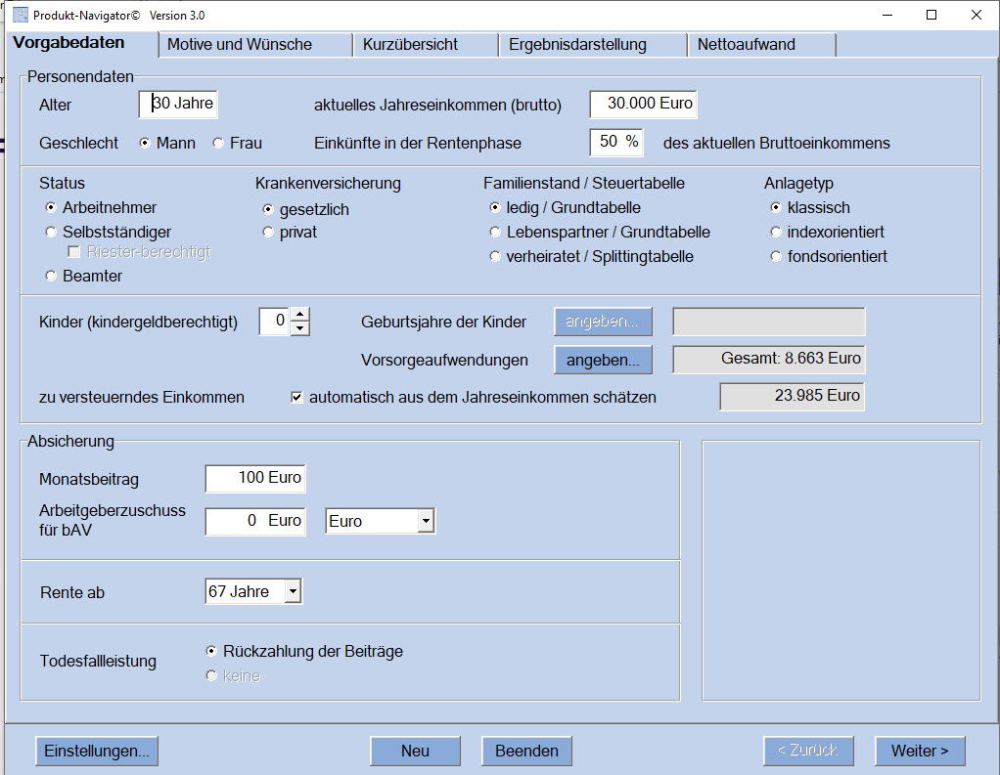 Produkt-Navigator© Version 3.0
Vorgabedaten Motive und Wünsche Kurzübersicht Ergebnisdarstellung Nettoaufwand
Personendaten
Alter 30 Jahre aktuelles Jahreseinkommen (brutto) 30.000 Euro
Geschlecht Mann Frau Einkünfte in der Rentenphase 50 % des aktuellen Bruttoeinkommens
Status Krankenversicherung Familienstand / Steuertabelle Anlagetyp
Arbeitnehmer gesetzlich ledig / Grundtabelle klassisch
Selbstständiger privat Lebenspartner / Grundtabelle indexorientiert
Riester-berechtigt verheiratet / Splittingtabelle fondsorientiert
Beamter
Kinder (kindergeldberechtigt) 0 Geburtsjahre der Kinder angeben...
Vorsorgeaufwendungen angeben... Gesamt: 8.663 Euro
zu versteuerndes Einkommen automatisch aus dem Jahreseinkommen schätzen 23.985 Euro
Absicherung
Monatsbeitrag 100 Euro
Arbeitgeberzuschuss
für bAV 0 Euro Euro
Rente ab 67 Jahre
Todesfallleistung Rückzahlung der Beiträge
keine
Einstellungen... Neu Beenden < Zurück Weiter >